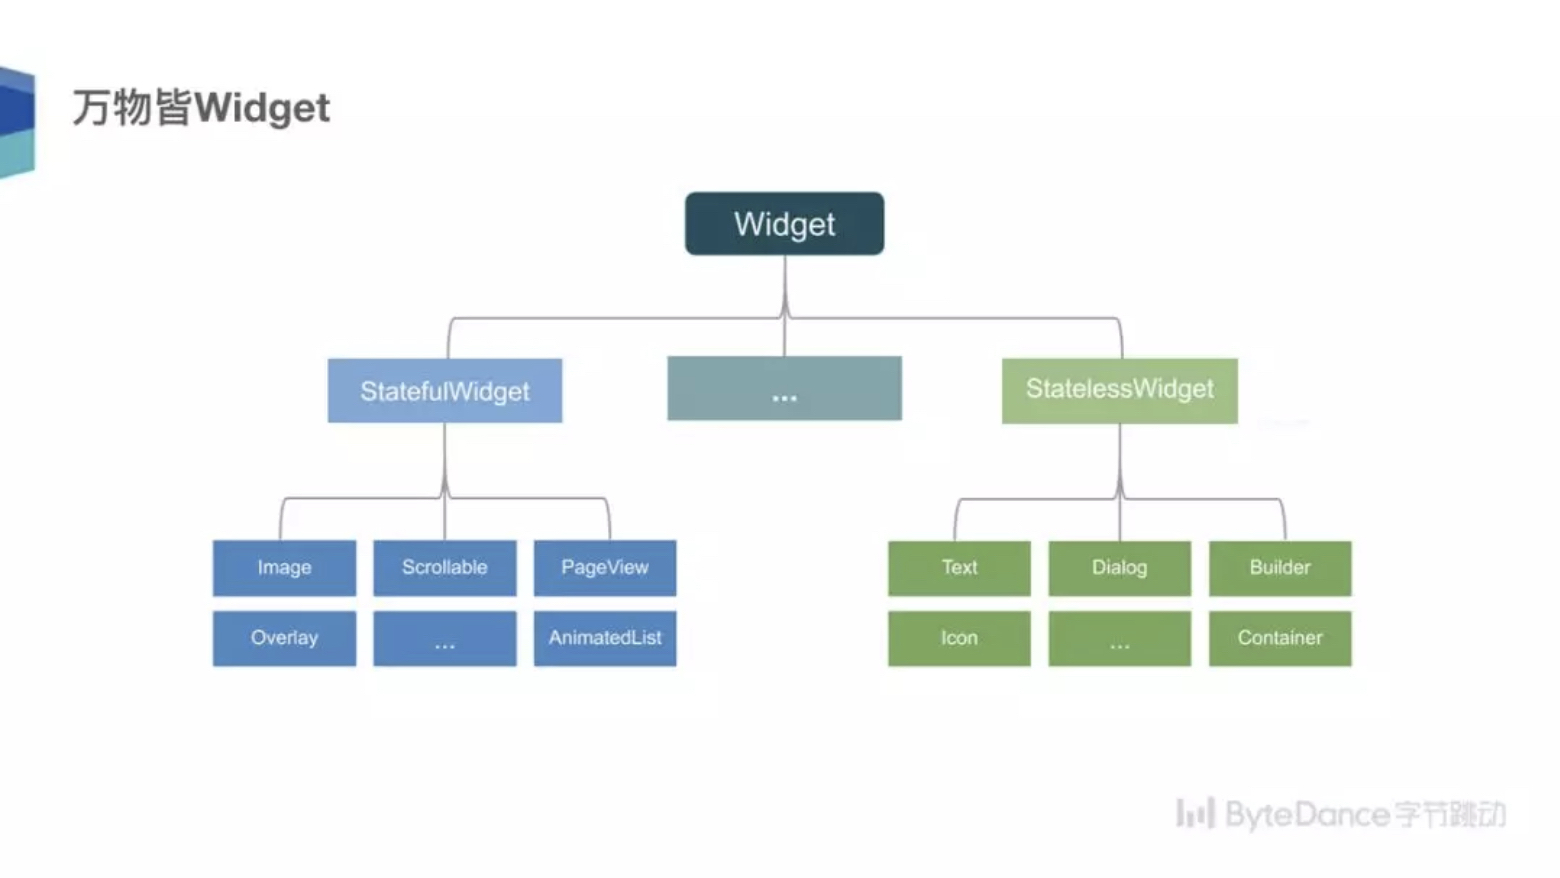 万物皆Widget
Widget
StatefulWidget
...
StatelessWidget
Image
Scrollable
PageView
Text
Dialog
Builder
Overlay
...
AnimatedList
Icon
...
Container
ByteDance字节跳动